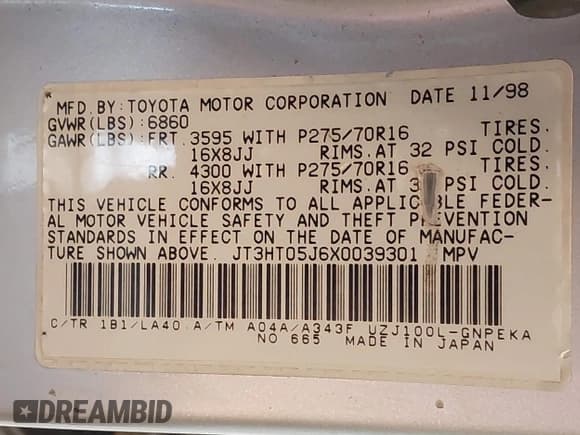 MFD. BY: TOYOTA MOTOR CORPORATION DATE 11/98
GVWR(LBS):6860
GAWR(LBS):FRT. 3595 WITH P275/70R16 TIRES.
16X8JJ RIMS.AT 32 PSI COLD.
RR. 4300 WITH P275/70R16 TIRES.
16X8JJ RIMS.AT PSI COLD.
THIS VEHICLE CONFORMS TO ALL APPLICABLE FEDER-
AL MOTOR VEHICLE SAFETY AND THEFT PREVENTION
STANDARDS IN EFFECT ON THE DATE OF MANUFAC-
TURE SHOWN ABOVE. JT3HT05J6X0039301 MPV
C/TR 1B1/LA40 A/TM A04A/A343F UZJ100L-GNPEKA
NO 665 MADE IN JAPAN
DREAMBID